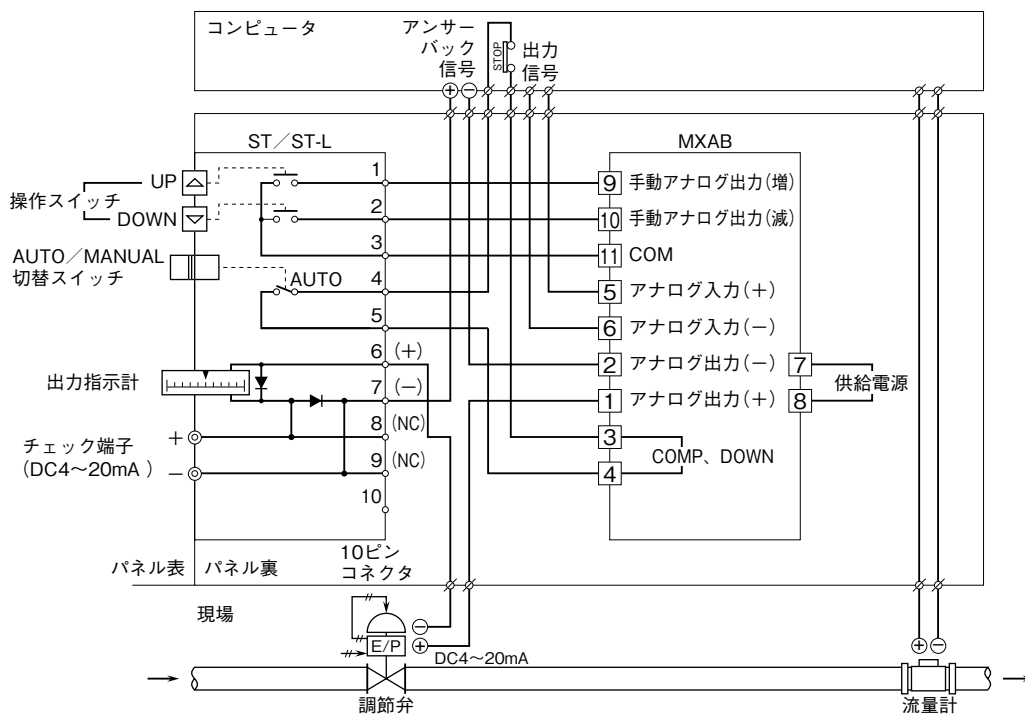 コンピュータ
アンサー
バック
信号
STOP
出力
信号
ST／ST-L
MXAB
操作スイッチ
UP
DOWN
AUTO／MANUAL
切替スイッチ
AUTO
1
2
3
4
5
6 (+)
7 (−)
8 (NC)
9 (NC)
10
出力指示計
チェック端子
(DC4〜20mA )
+
−
9 手動アナログ出力(増)
10 手動アナログ出力(減)
11 COM
5 アナログ入力(+)
6 アナログ入力(−)
2 アナログ出力(−)
1 アナログ出力(+)
3
4
COMP、DOWN
7
8
供給電源
パネル表
パネル裏
10ピン
コネクタ
現場
E/P
DC4〜20mA
調節弁
流量計